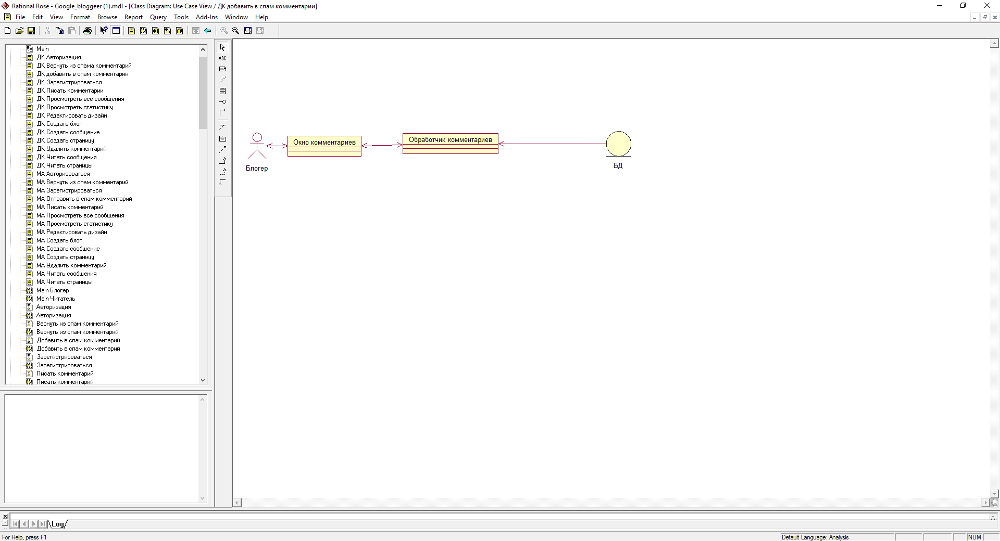 Rational Rose - Google_bloggeer (1).mdl - [Class Diagram: Use Case View / ДК добавить в спам комментарии]
File Edit View Format Browse Report Query Tools Add-Ins Window Help
Main
ДК Авторизация
ДК Вернуть из спама комментарий
ДК добавить в спам комментарии
ДК Зарегистрироваться
ДК Писать комментарии
ДК Просмотреть все сообщения
ДК Просмотреть статистику
ДК Редактировать дизайн
ДК Создать блог
ДК Создать сообщение
ДК Создать страницу
ДК Удалить комментарий
ДК Читать сообщения
ДК Читать страницы
МА Авторизоваться
МА Вернуть из спам комментарий
МА Зарегистрироваться
МА Отправить в спам комментарий
МА Писать комментарий
МА Просмотреть все сообщения
МА Просмотреть статистику
МА Редактировать дизайн
МА Создать блог
МА Создать сообщение
МА Создать страницу
МА Удалить комментарий
МА Читать сообщения
МА Читать страницы
Main Блогер
Main Читатель
Авторизация
Авторизация
Вернуть из спам комментарий
Вернуть из спам комментарий
Добавить в спам комментарий
Добавить в спам комментарий
Зарегистрироваться
Зарегистрироваться
Писать комментарий
Писать комментарий
ABC
Блогер
Окно комментариев
Обработчик комментариев
БД
Log
For Help, press F1
Default Language: Analysis
NUM